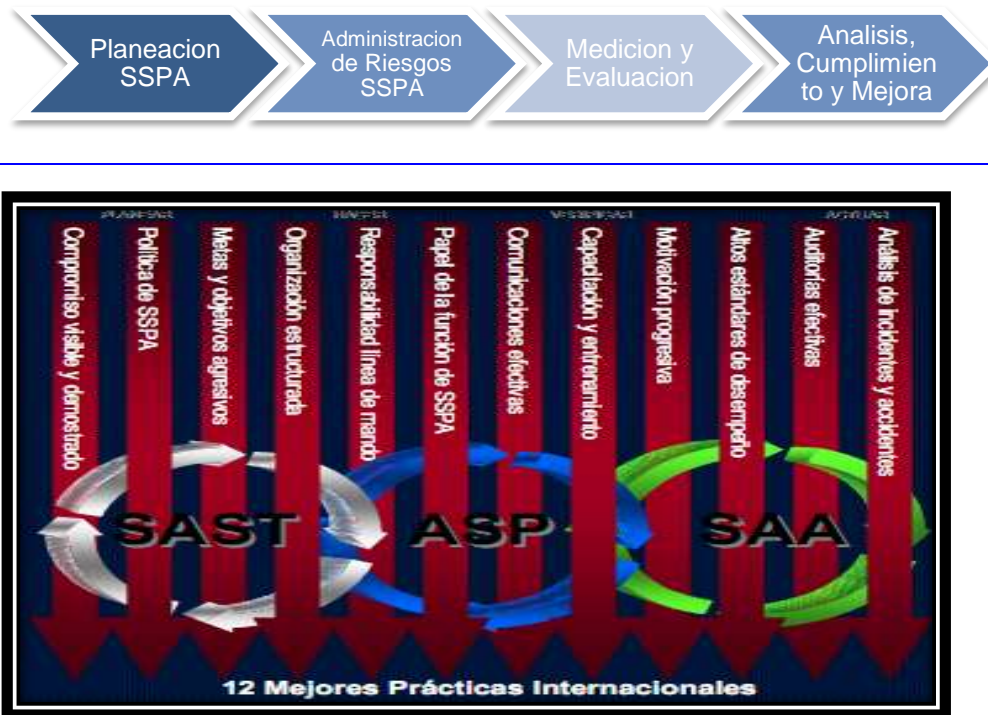 Planeacion
SSPA
Administracion
de Riesgos
SSPA
Medicion y
Evaluacion
Analisis,
Cumplimien
to y Mejora
Compromiso visible y demostrado
Política de SSPA
Metas y objetivos agresivos
Organización estructurada
Responsabilidad línea de mando
Papel de la función de SSPA
Comunicaciones efectivas
Capacitación y entrenamiento
Motivación progresiva
Altos estándares de desempeño
Auditorías efectivas
Análisis de incidentes y accidentes
SAST
ASP
SAA
12 Mejores Prácticas Internacionales